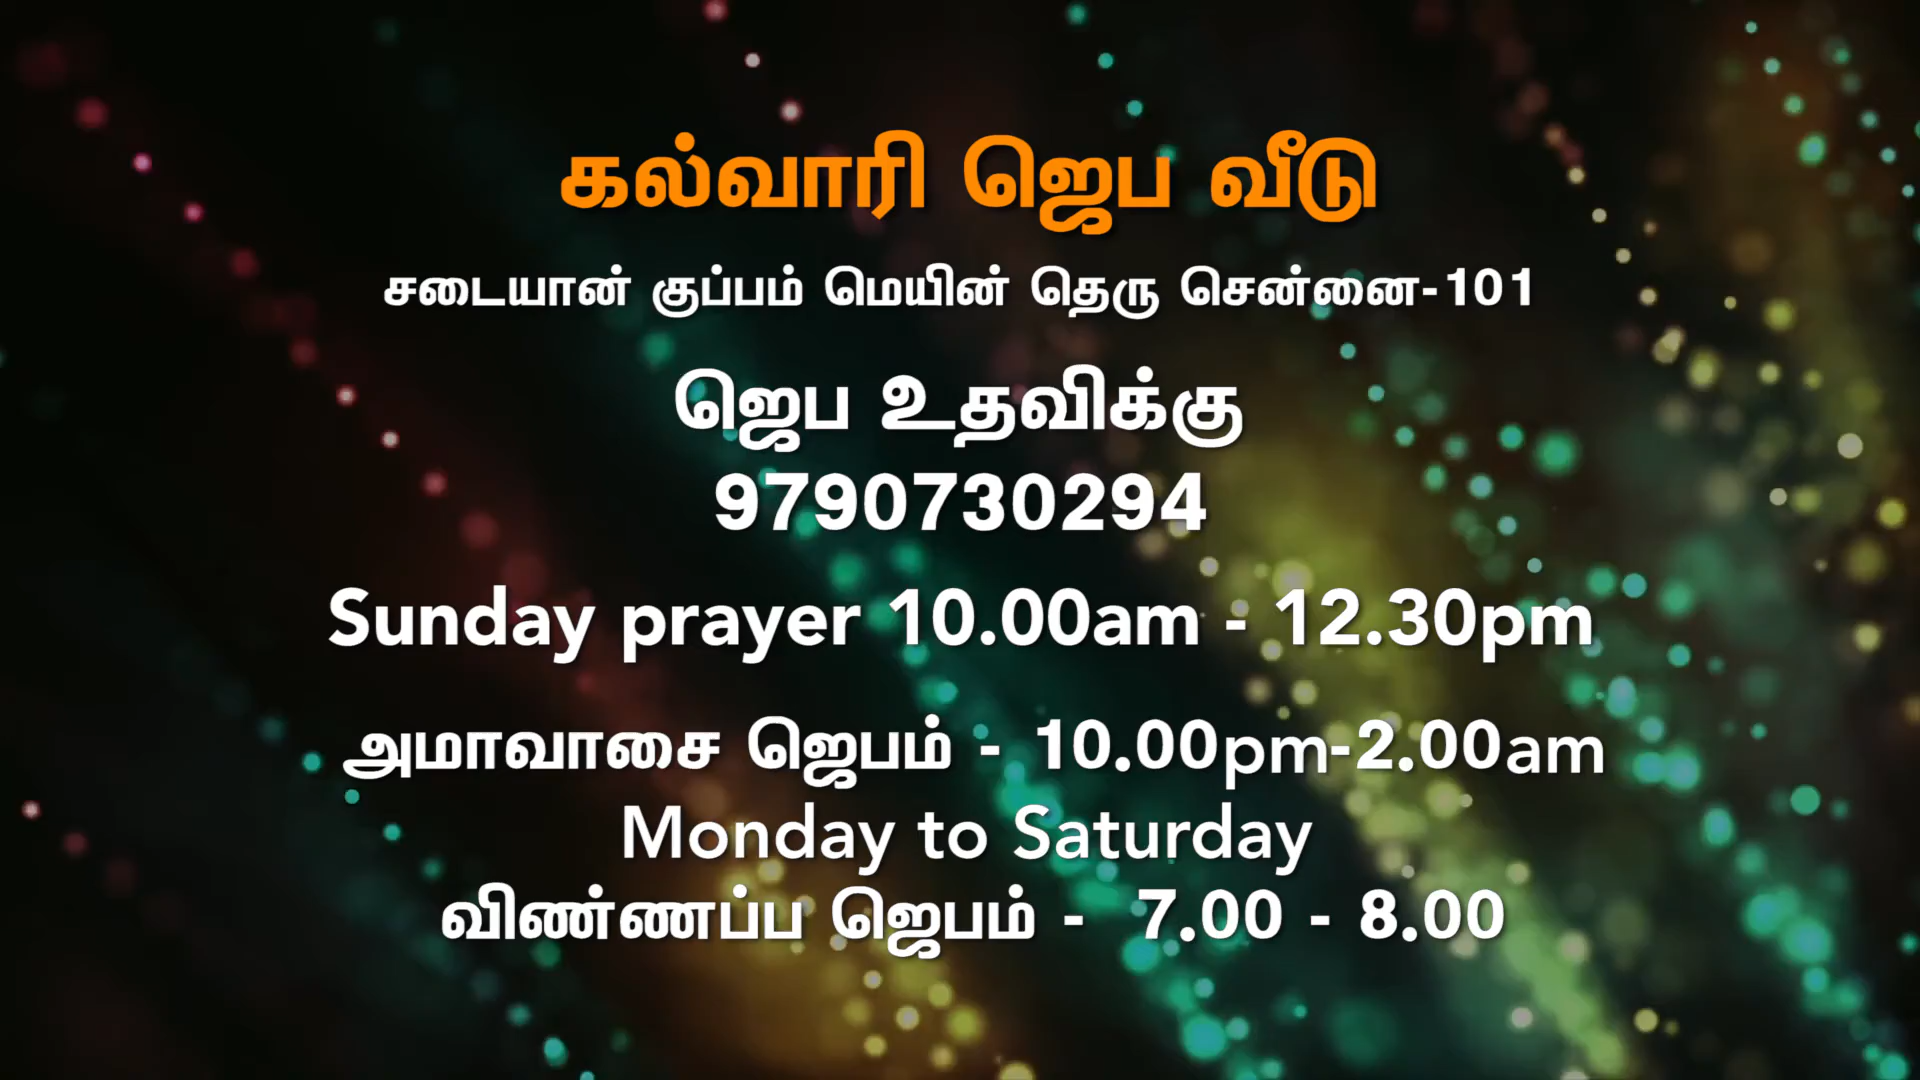 கல்வாரி ஜெப வீடு
சடையான் குப்பம் மெயின் தெரு சென்னை-101
ஜெப உதவிக்கு
9790730294
Sunday prayer 10.00am - 12.30pm
அமாவாசை ஜெபம் - 10.00pm-2.00am
Monday to Saturday
விண்ணப்ப ஜெபம் - 7.00 - 8.00